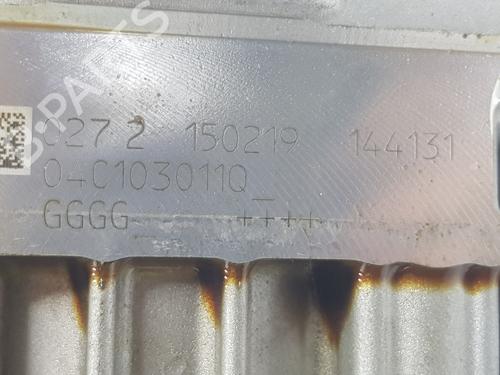 027 2 150219 144131
04C103011Q
GGGG ++++
B-PARTS